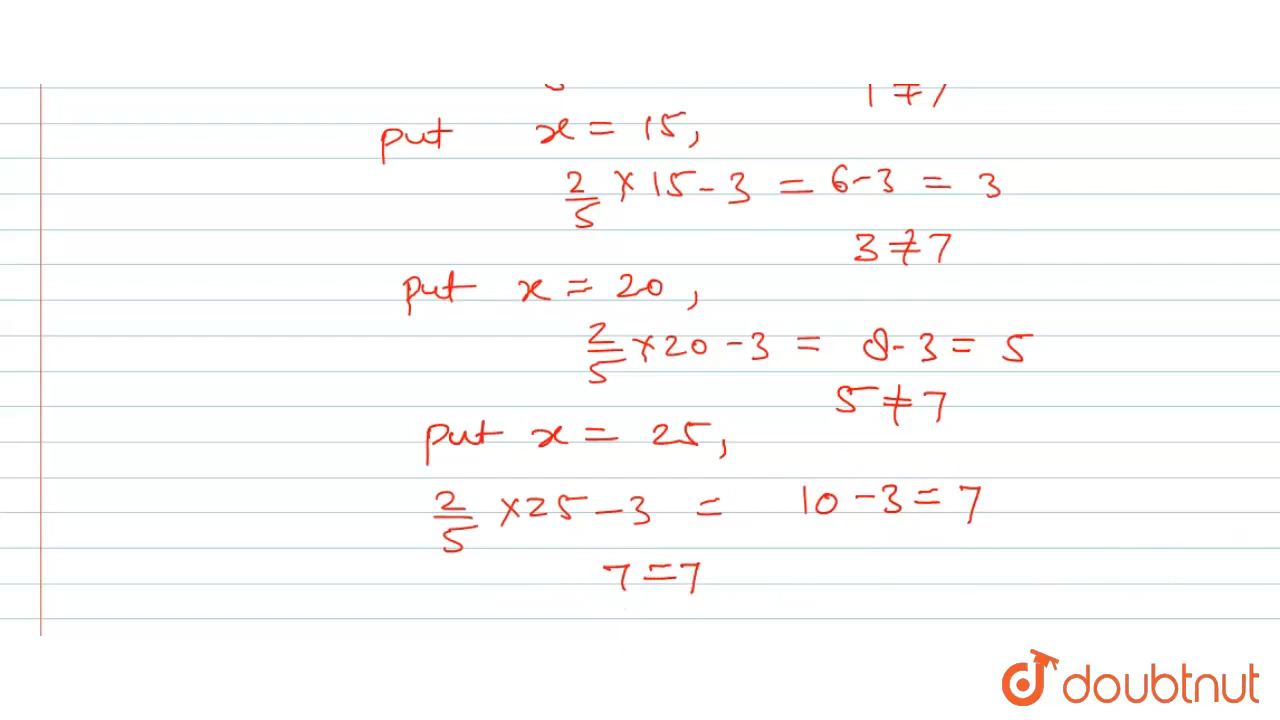 put x = 15,
2/5 × 15 - 3 = 6 - 3 = 3
3 ≠ 7
put x = 20,
2/5 × 20 - 3 = 8 - 3 = 5
5 ≠ 7
put x = 25,
2/5 × 25 - 3 = 10 - 3 = 7
7 = 7
doubtnut